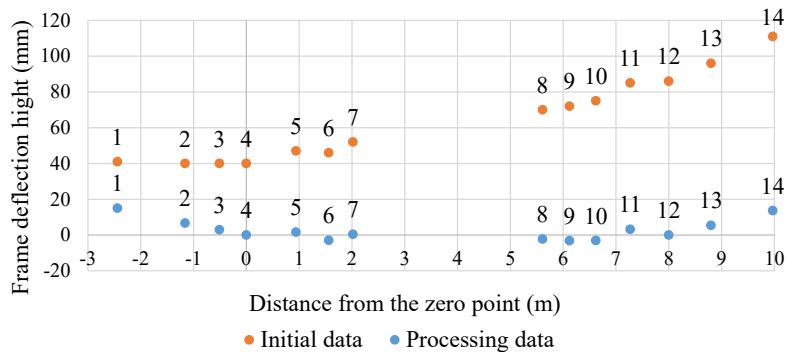 Frame deflection hight (mm)
120
100
80
60
40
20
0
-20
1 2 3 4 5 6 7 8 9 10 11 12 13 14
1 2 3 4 5 6 7 8 9 10 11 12 13 14
-3 -2 -1 0 1 2 3 4 5 6 7 8 9 10
Distance from the zero point (m)
Initial data Processing data